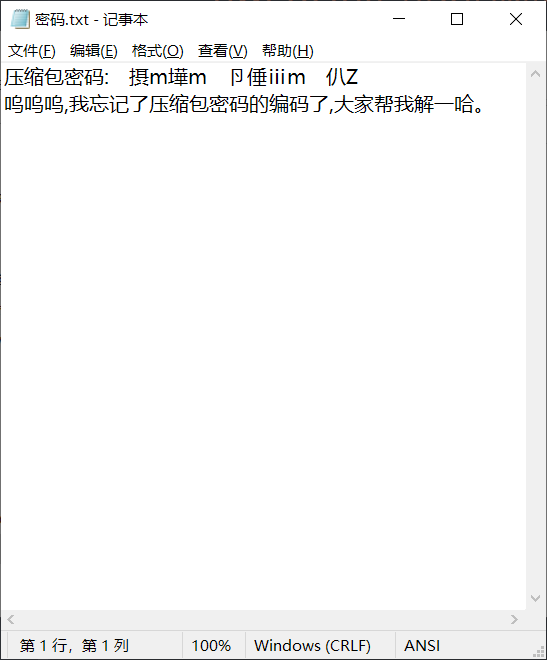 密码.txt - 记事本
文件(F) 编辑(E) 格式(O) 查看(V) 帮助(H)
压缩包密码: 摂m墷m 卪倕iiim 仈Z
呜呜呜,我忘记了压缩包密码的编码了,大家帮我解一哈。
第 1 行，第 1 列 100% Windows (CRLF) ANSI